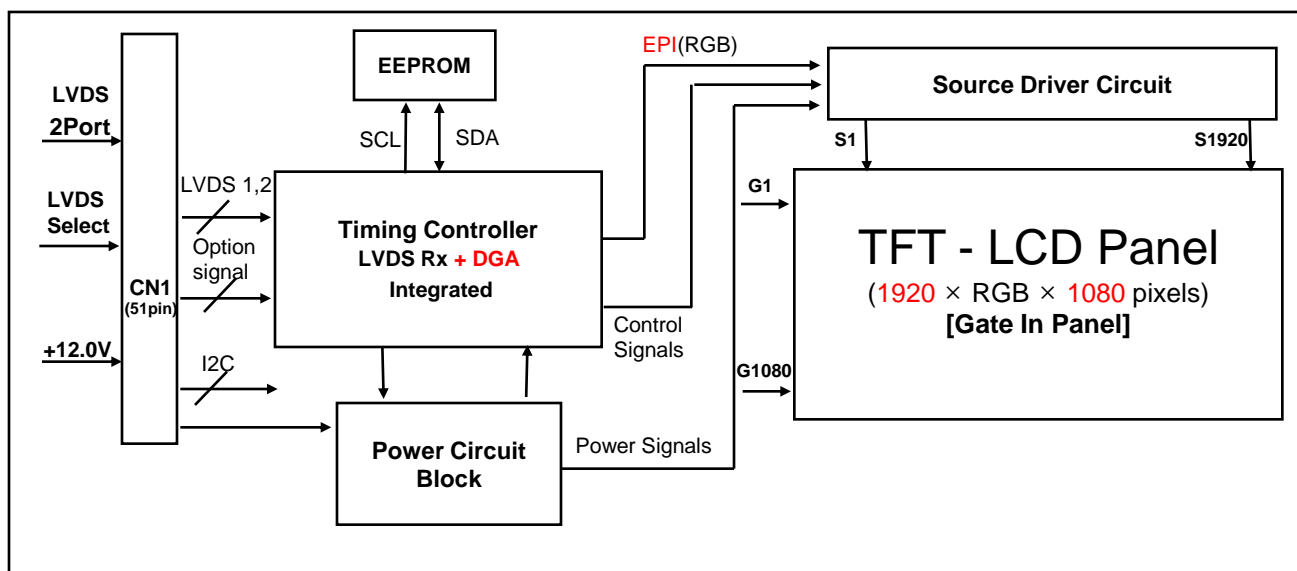 LVDS
2Port
LVDS
Select
+12.0V
CN1
(51pin)
LVDS 1,2
Option
signal
I2C
EEPROM
SCL
SDA
Timing Controller
LVDS Rx + DGA
Integrated
Power Circuit
Block
EPI(RGB)
Control
Signals
Power Signals
Source Driver Circuit
S1
S1920
G1
G1080
TFT - LCD Panel
(1920 × RGB × 1080 pixels)
[Gate In Panel]